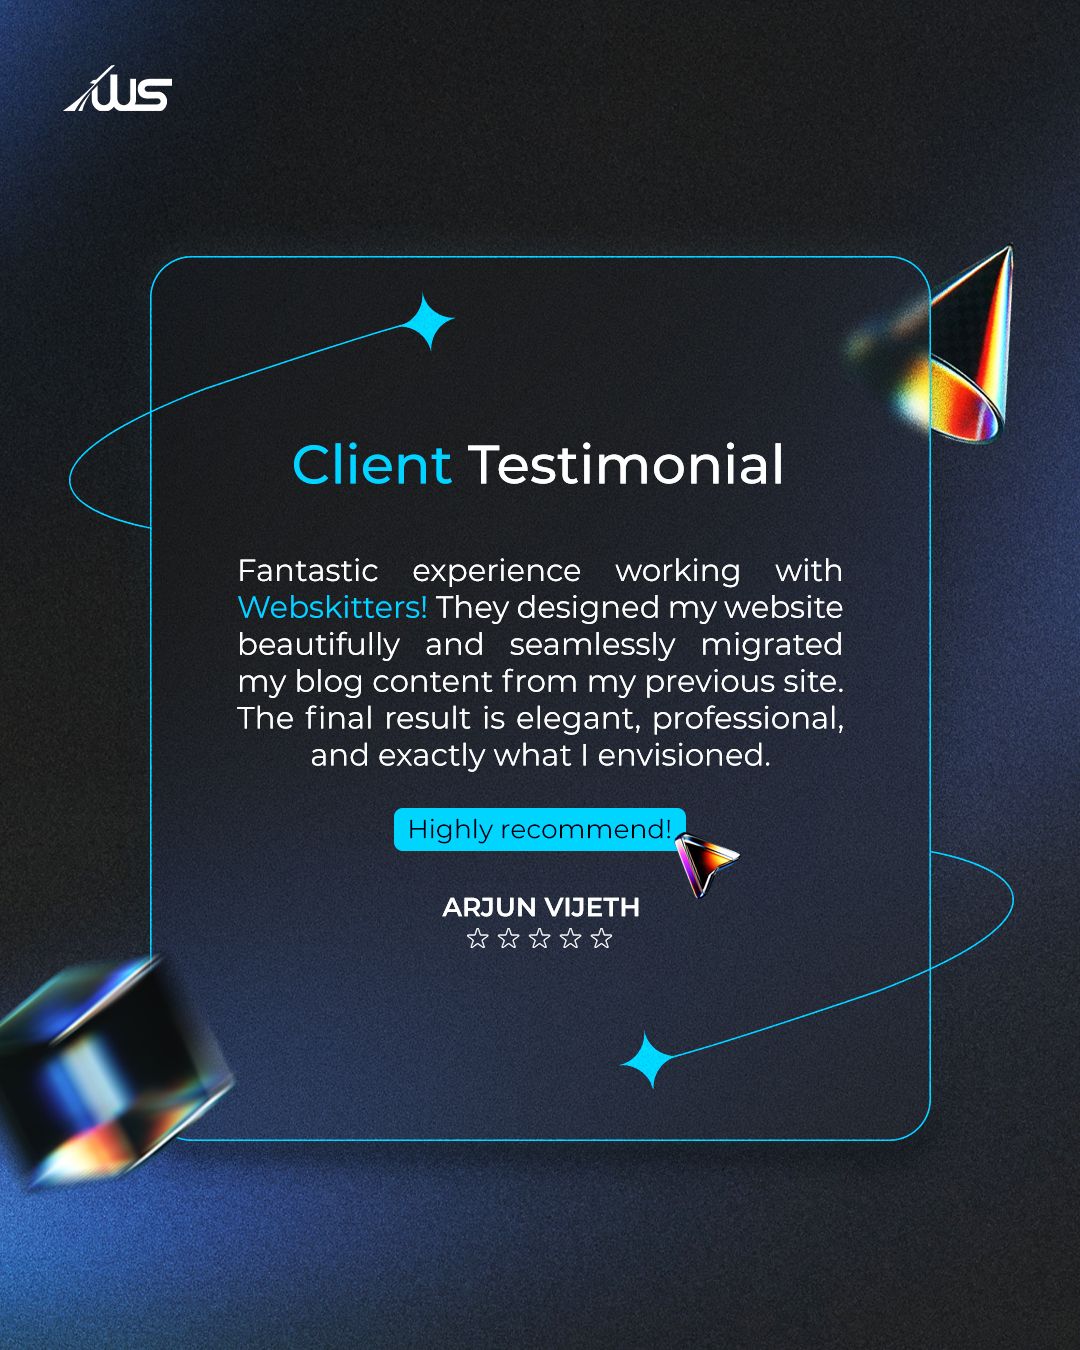 WS
Client Testimonial
Fantastic experience working with
Webskitters! They designed my website
beautifully and seamlessly migrated
my blog content from my previous site.
The final result is elegant, professional,
and exactly what I envisioned.
Highly recommend!
ARJUN VIJETH